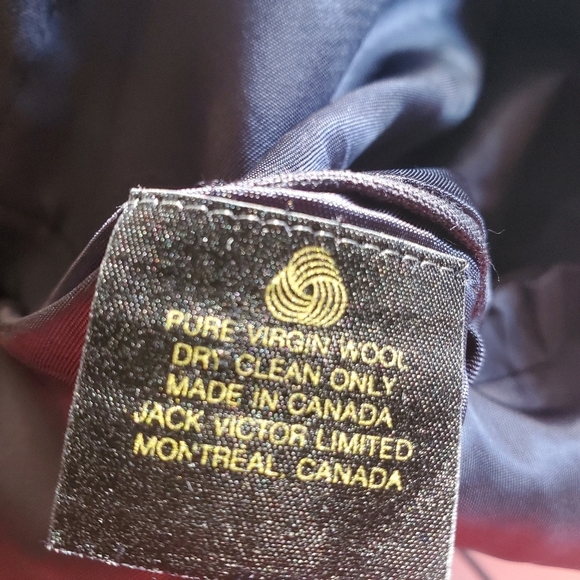 PURE VIRGIN WOOL
DRY CLEAN ONLY
MADE IN CANADA
JACK VICTOR LIMITED
MONTREAL, CANADA